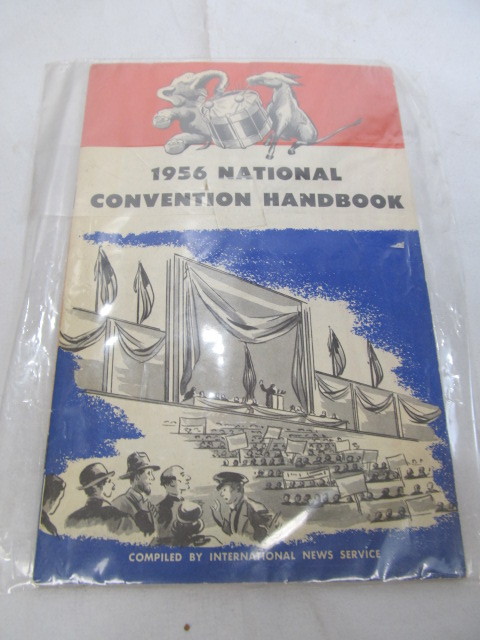 1956 NATIONAL
CONVENTION HANDBOOK
COMPILED BY INTERNATIONAL NEWS SERVICE